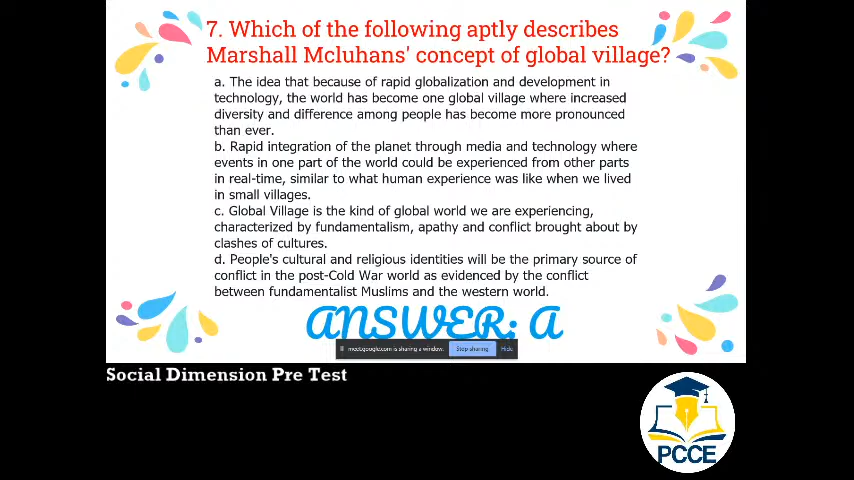 7. Which of the following aptly describes
Marshall Mcluhans' concept of global village?
a. The idea that because of rapid globalization and development in
technology, the world has become one global village where increased
diversity and difference among people has become more pronounced
than ever.
b. Rapid integration of the planet through media and technology where
events in one part of the world could be experienced from other parts
in real-time, similar to what human experience was like when we lived
in small villages.
c. Global Village is the kind of global world we are experiencing,
characterized by fundamentalism, apathy and conflict brought about by
clashes of cultures.
d. People's cultural and religious identities will be the primary source of
conflict in the post-Cold War world as evidenced by the conflict
between fundamentalist Muslims and the western world.
ANSWER: A
meet.google.com is sharing a window. Stop sharing Hide
Social Dimension Pre Test
PCCE